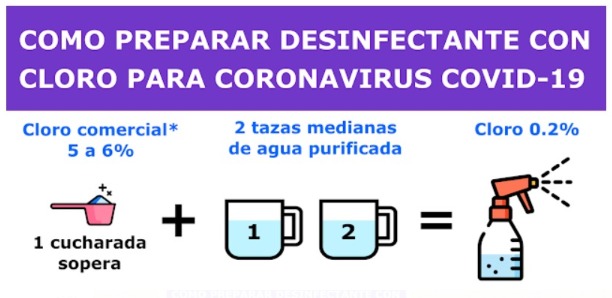 COMO PREPARAR DESINFECTANTE CON
CLORO PARA CORONAVIRUS COVID-19
Cloro comercial*
5 a 6%
2 tazas medianas
de agua purificada
Cloro 0.2%
1 cucharada
sopera
+
1
2
=